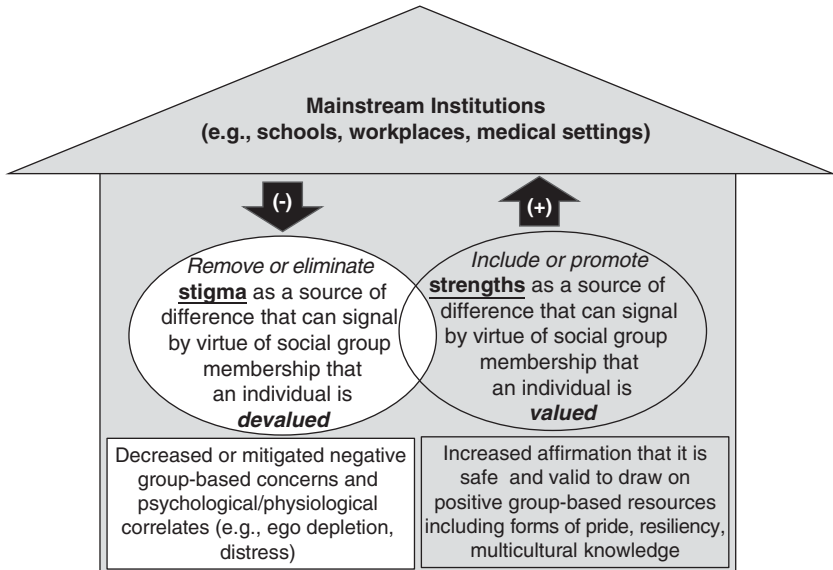 Mainstream Institutions
(e.g., schools, workplaces, medical settings)
(-)
(+)
Remove or eliminate
stigma as a source of
difference that can signal
by virtue of social group
membership that
an individual is
devalued
Include or promote
strengths as a source of
difference that can signal
by virtue of social group
membership that
an individual is
valued
Decreased or mitigated negative
group-based concerns and
psychological/physiological
correlates (e.g., ego depletion,
distress)
Increased affirmation that it is
safe and valid to draw on
positive group-based resources
including forms of pride, resiliency,
multicultural knowledge